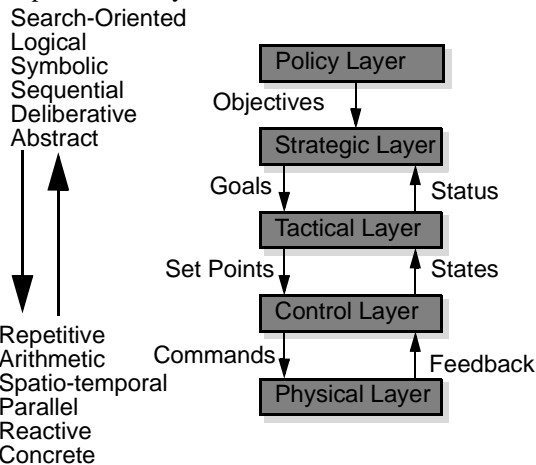 Search-Oriented
Logical
Symbolic
Sequential
Deliberative
Abstract
Repetitive
Arithmetic
Spatio-temporal
Parallel
Reactive
Concrete
Policy Layer
Objectives
Strategic Layer
Goals
Status
Tactical Layer
Set Points
States
Control Layer
Commands
Feedback
Physical Layer